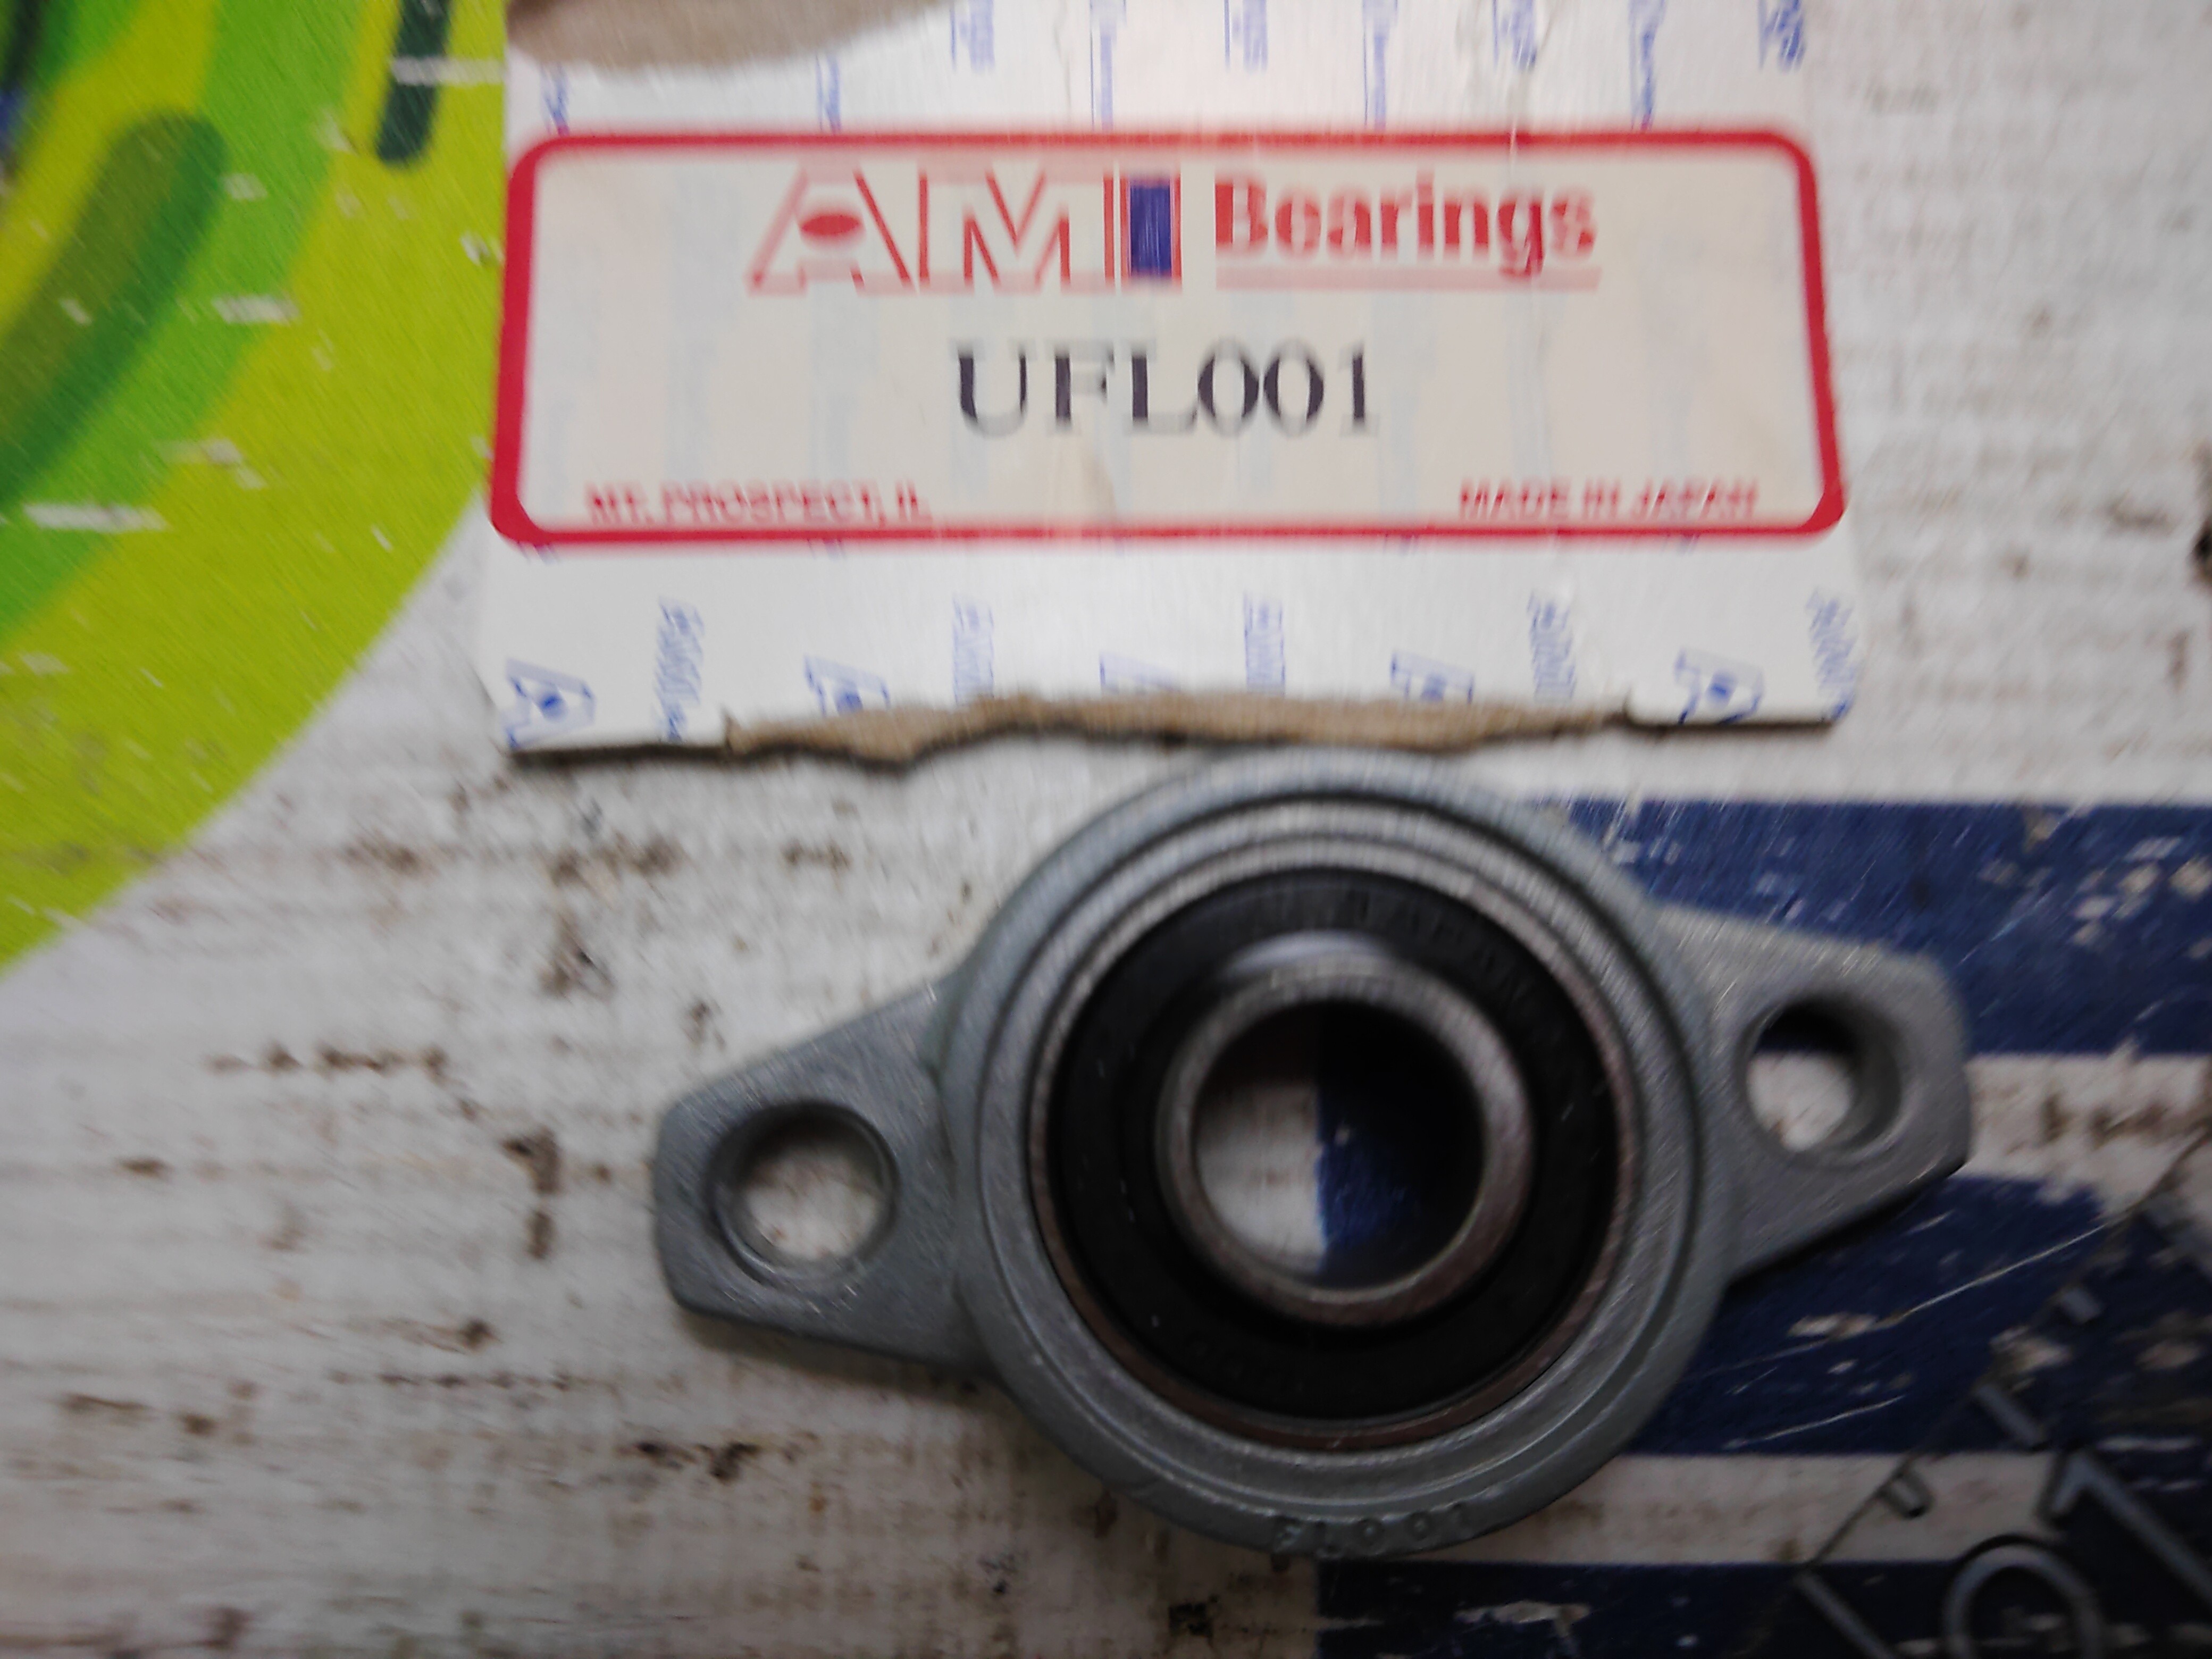 AMI Bearings
UFL001
MT. PROSPECT, IL
MADE IN JAPAN
FL001